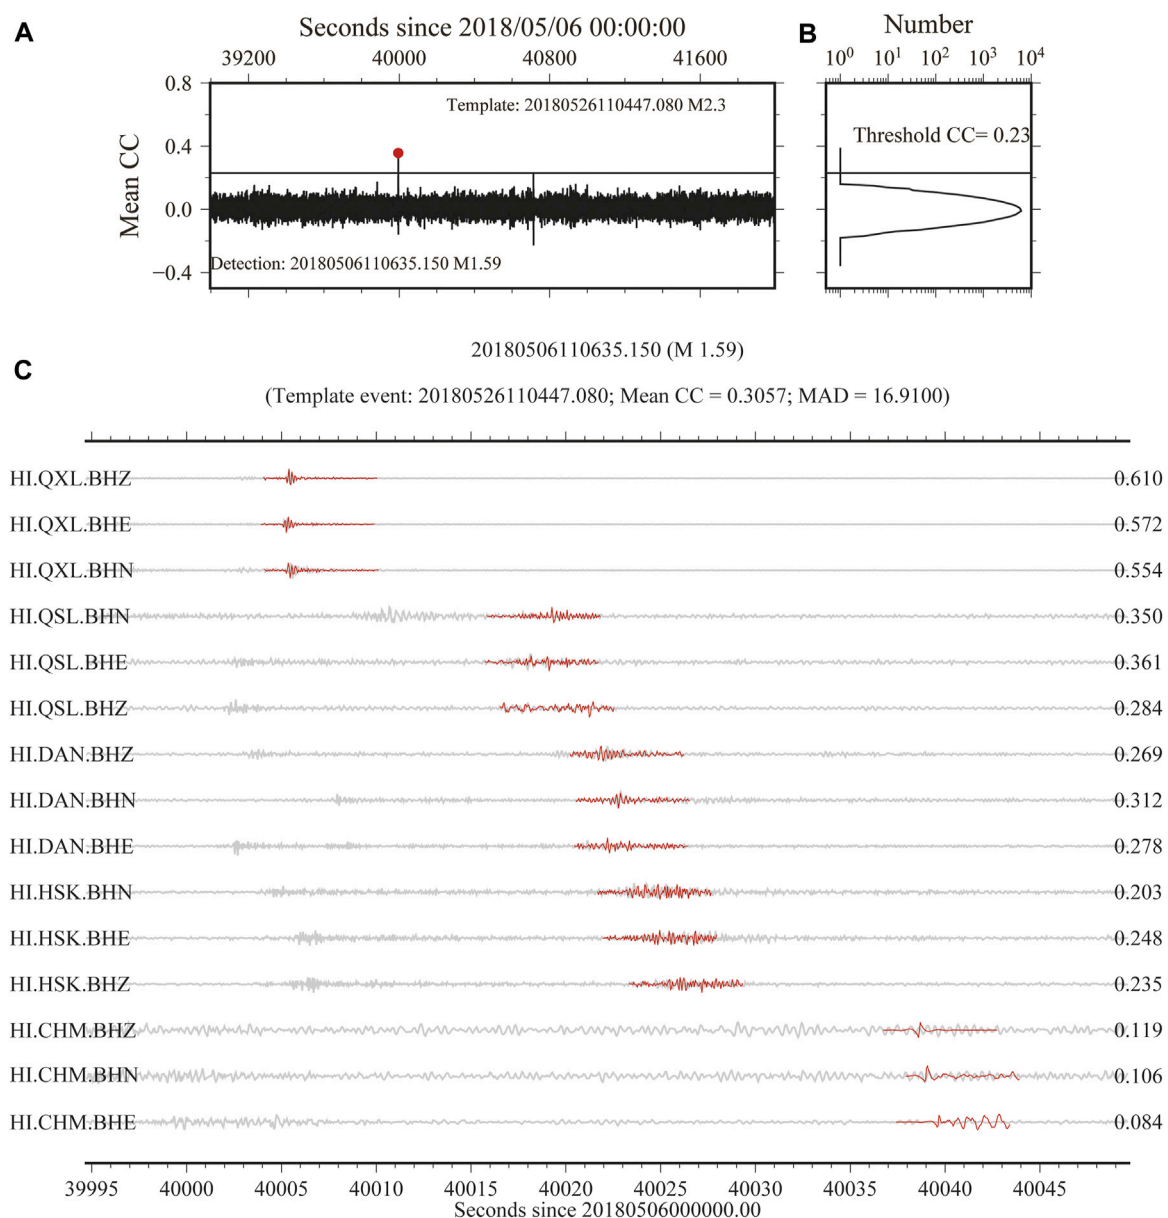 A
Seconds since 2018/05/06 00:00:00
39200 40000 40800 41600
Mean CC
0.8
0.4
0.0
−0.4
Template: 20180526110447.080 M2.3
Detection: 20180506110635.150 M1.59
B
Number
10^0 10^1 10^2 10^3 10^4
Threshold CC= 0.23
C
20180506110635.150 (M 1.59)
(Template event: 20180526110447.080; Mean CC = 0.3057; MAD = 16.9100)
HI.QXL.BHZ 0.610
HI.QXL.BHE 0.572
HI.QXL.BHN 0.554
HI.QSL.BHN 0.350
HI.QSL.BHE 0.361
HI.QSL.BHZ 0.284
HI.DAN.BHZ 0.269
HI.DAN.BHN 0.312
HI.DAN.BHE 0.278
HI.HSK.BHN 0.203
HI.HSK.BHE 0.248
HI.HSK.BHZ 0.235
HI.CHM.BHZ 0.119
HI.CHM.BHN 0.106
HI.CHM.BHE 0.084
39995 40000 40005 40010 40015 40020 40025 40030 40035 40040 40045
Seconds since 20180506000000.00